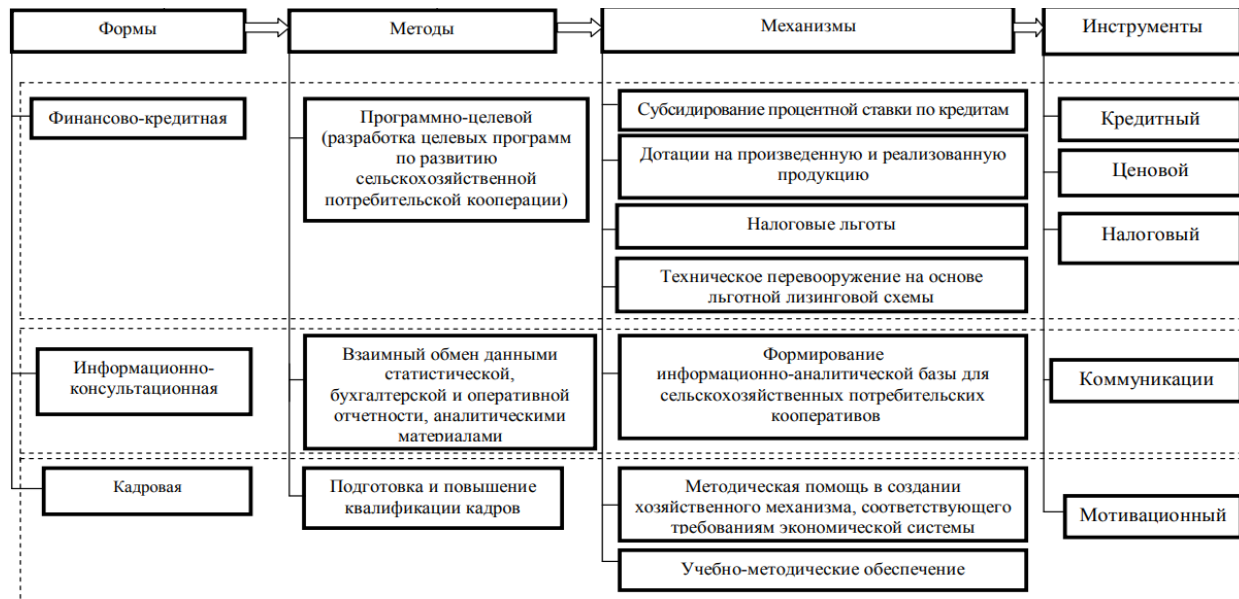 Формы
Методы
Механизмы
Инструменты
Финансово-кредитная
Программно-целевой
(разработка целевых программ
по развитию
сельскохозяйственной
потребительской кооперации)
Субсидирование процентной ставки по кредитам
Дотации на произведенную и реализованную
продукцию
Налоговые льготы
Техническое перевооружение на основе
льготной лизинговой схемы
Кредитный
Ценовой
Налоговый
Информационно-
консультационная
Взаимный обмен данными
статистической,
бухгалтерской и оперативной
отчетности, аналитическими
материалами
Формирование
информационно-аналитической базы для
сельскохозяйственных потребительских
кооперативов
Коммуникации
Кадровая
Подготовка и повышение
квалификации кадров
Методическая помощь в создании
хозяйственного механизма, соответствующего
требованиям экономической системы
Учебно-методические обеспечение
Мотивационный